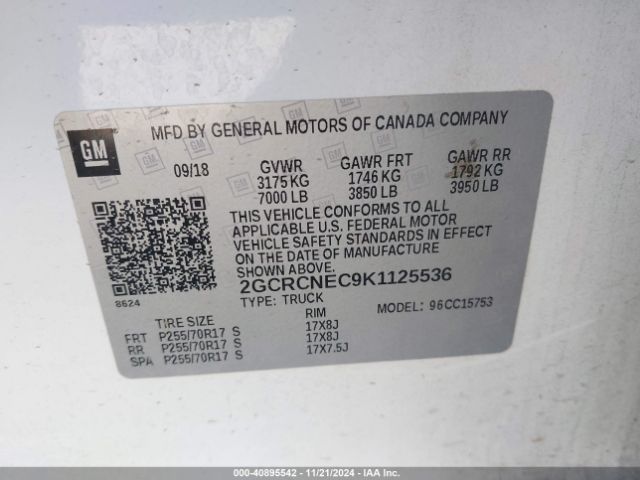 MFD BY GENERAL MOTORS OF CANADA COMPANY
GM
09/18 GVWR GAWR FRT GAWR RR
3175 KG 1746 KG 1792 KG
7000 LB 3850 LB 3950 LB
THIS VEHICLE CONFORMS TO ALL
APPLICABLE U.S. FEDERAL MOTOR
VEHICLE SAFETY STANDARDS IN EFFECT
ON THE DATE OF MANUFACTURE
SHOWN ABOVE.
8624
2GCRCNEC9K1125536
TYPE: TRUCK MODEL: 96CC15753
TIRE SIZE RIM
FRT P255/70R17 S 17X8J
RR P255/70R17 S 17X8J
SPA P255/70R17 S 17X7.5J
000-40895542 - 11/21/2024 - IAA Inc.